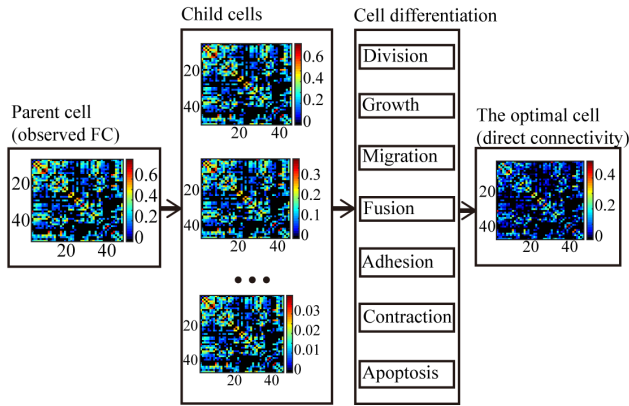 Child cells
Cell differentiation
Parent cell
(observed FC)
The optimal cell
(direct connectivity)
20
40
20 40
0.6
0.4
0.2
0
20
40
20 40
0.6
0.4
0.2
0
20
40
20 40
0.3
0.2
0.1
0
20
40
20 40
0.03
0.02
0.01
0
Division
Growth
Migration
Fusion
Adhesion
Contraction
Apoptosis
20
40
20 40
0.4
0.2
0